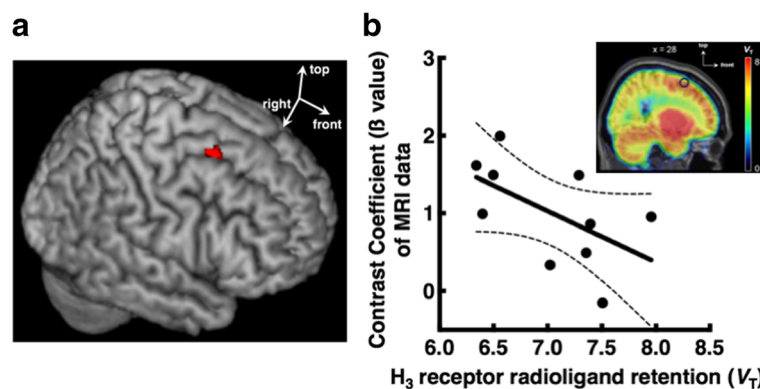 a
top
right
front
b
Contrast Coefficient (ß value)
of MRI data
3
2
1
0
6.0 6.5 7.0 7.5 8.0 8.5
H3 receptor radioligand retention (VT)
x = 28
top
front
VT
8
0